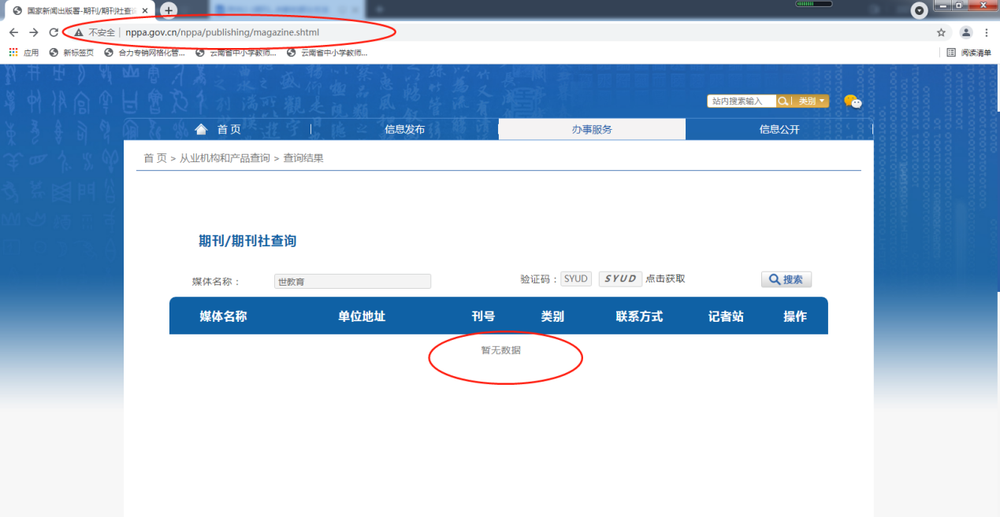 国家新闻出版署-期刊/期刊社查询
不安全 | nppa.gov.cn/nppa/publishing/magazine.shtml
应用 新标签页 合力专销网格化管... 云南省中小学教师... 云南省中小学教师... 阅读清单
站内搜索输入 类别
首页 信息发布 办事服务 信息公开
首页 > 从业机构和产品查询 > 查询结果
期刊/期刊社查询
媒体名称： 世教育 验证码： SYUD SYUD 点击获取 搜索
媒体名称 单位地址 刊号 类别 联系方式 记者站 操作
暂无数据